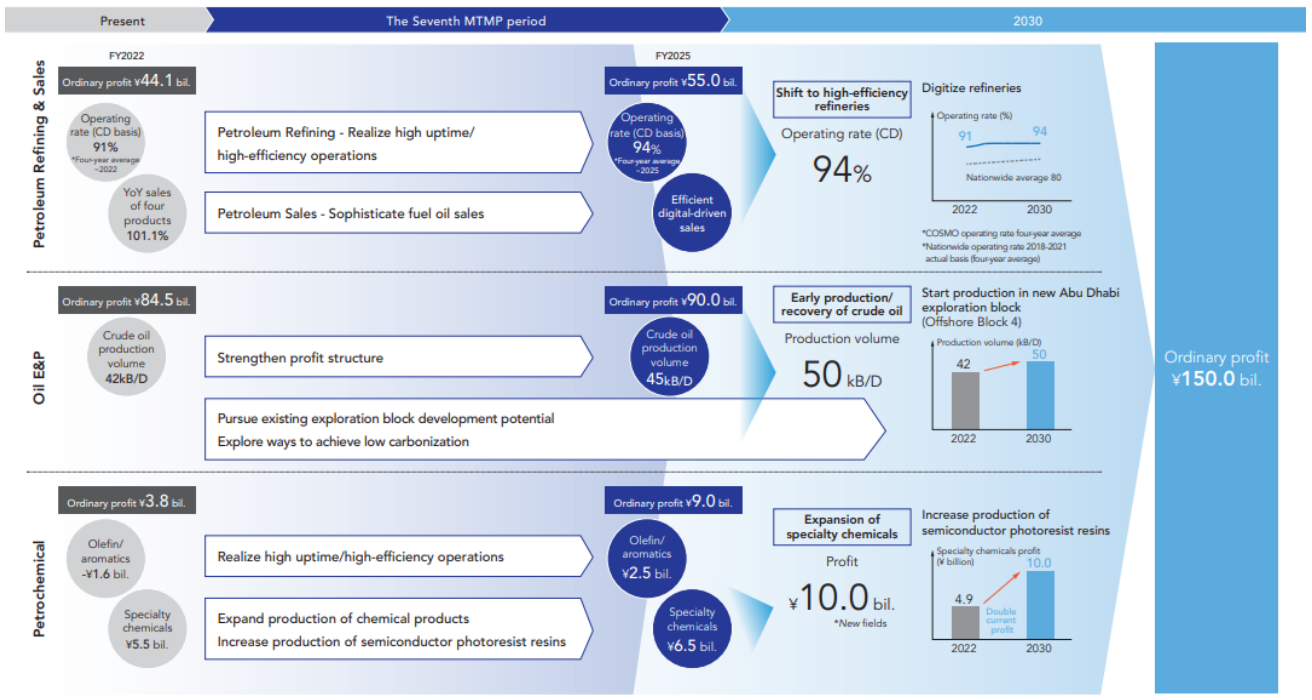 Present
The Seventh MTMP period
2030
Petroleum Refining & Sales
FY2022
Ordinary profit ¥44.1 bil.
Operating
rate (CD basis)
91%
*Four-year average
~2022
YoY sales
of four
products
101.1%
Petroleum Refining - Realize high uptime/
high-efficiency operations
Petroleum Sales - Sophisticate fuel oil sales
FY2025
Ordinary profit ¥55.0 bil.
Operating
rate (CD basis)
94%
*Four-year average
~2025
Efficient
digital-driven
sales
Shift to high-efficiency
refineries
Operating rate (CD)
94%
Digitize refineries
Operating rate (%)
91
94
Nationwide average 80
2022
2030
*COSMO operating rate four-year average
*Nationwide operating rate 2018-2021
actual basis (four-year average)
Oil E&P
Ordinary profit ¥84.5 bil.
Crude oil
production
volume
42kB/D
Strengthen profit structure
Pursue existing exploration block development potential
Explore ways to achieve low carbonization
Ordinary profit ¥90.0 bil.
Crude oil
production
volume
45kB/D
Early production/
recovery of crude oil
Production volume
50 kB/D
Start production in new Abu Dhabi
exploration block
(Offshore Block 4)
Production volume (kB/D)
42
50
2022
2030
Petrochemical
Ordinary profit ¥3.8 bil.
Olefin/
aromatics
-¥1.6 bil.
Specialty
chemicals
¥5.5 bil.
Realize high uptime/high-efficiency operations
Expand production of chemical products
Increase production of semiconductor photoresist resins
Ordinary profit ¥9.0 bil.
Olefin/
aromatics
¥2.5 bil.
Specialty
chemicals
¥6.5 bil.
Expansion of
specialty chemicals
Profit
¥10.0 bil.
*New fields
Increase production of
semiconductor photoresist resins
Specialty chemicals profit
(¥ billion)
4.9
10.0
Double
current
profit
2022
2030
Ordinary profit
¥150.0 bil.